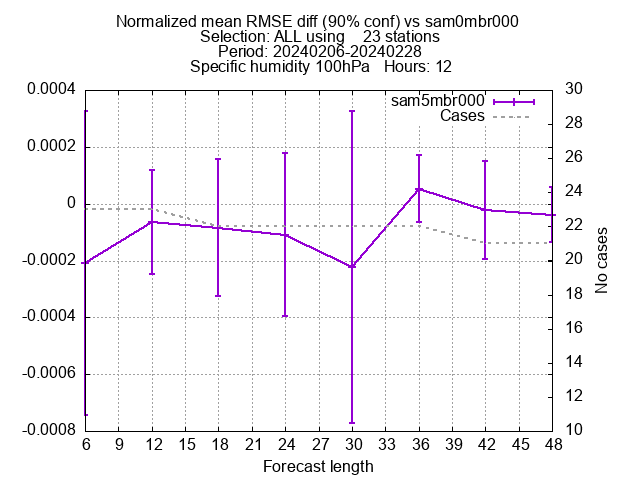 Normalized mean RMSE diff (90% conf) vs sam0mbr000
Selection: ALL using    23 stations
Period: 20240206-20240228
Specific humidity 100hPa   Hours: 12
sam5mbr000
Cases
0.0004
0.0002
0
-0.0002
-0.0004
-0.0006
-0.0008
30
28
26
24
22
20
18
16
14
12
10
No cases
6 9 12 15 18 21 24 27 30 33 36 39 42 45 48
Forecast length